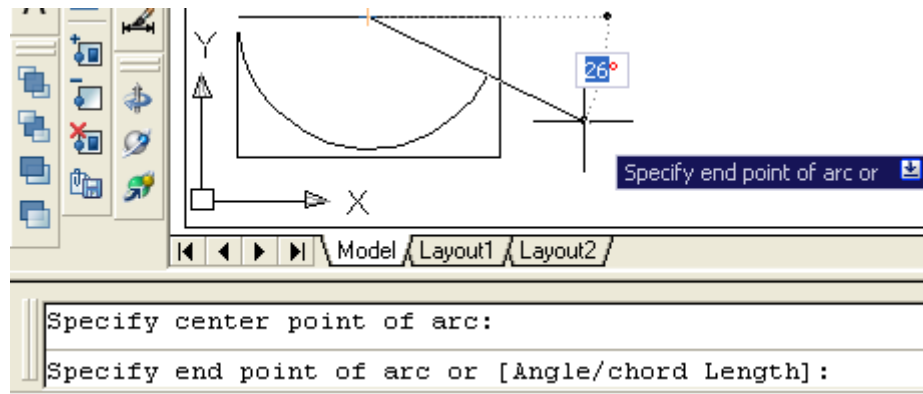 Y
26°
Specify end point of arc or
X
Model Layout1 Layout2
Specify center point of arc:
Specify end point of arc or [Angle/chord Length]: